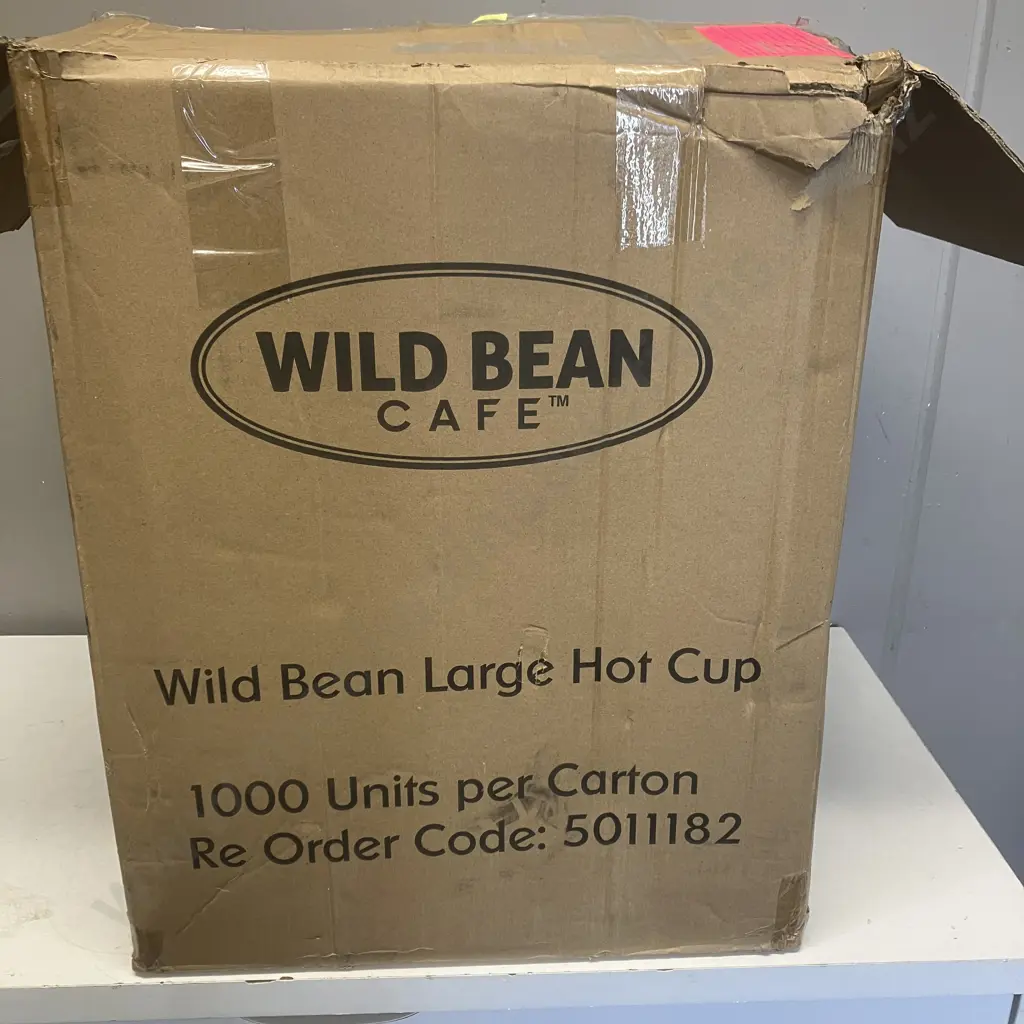 WILD BEAN
CAFE™
Wild Bean Large Hot Cup
1000 Units per Carton
Re Order Code: 5011182